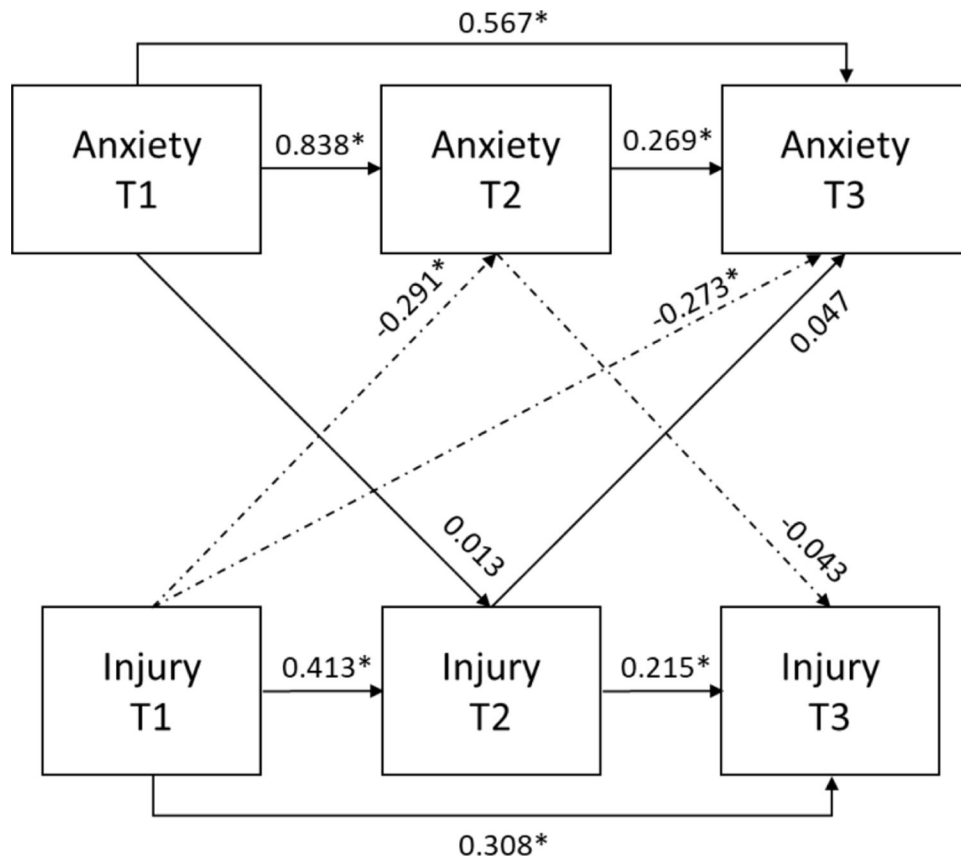 0.567*
Anxiety
T1
0.838*
Anxiety
T2
0.269*
Anxiety
T3
-0.291*
-0.273*
0.047
0.013
-0.043
Injury
T1
0.413*
Injury
T2
0.215*
Injury
T3
0.308*